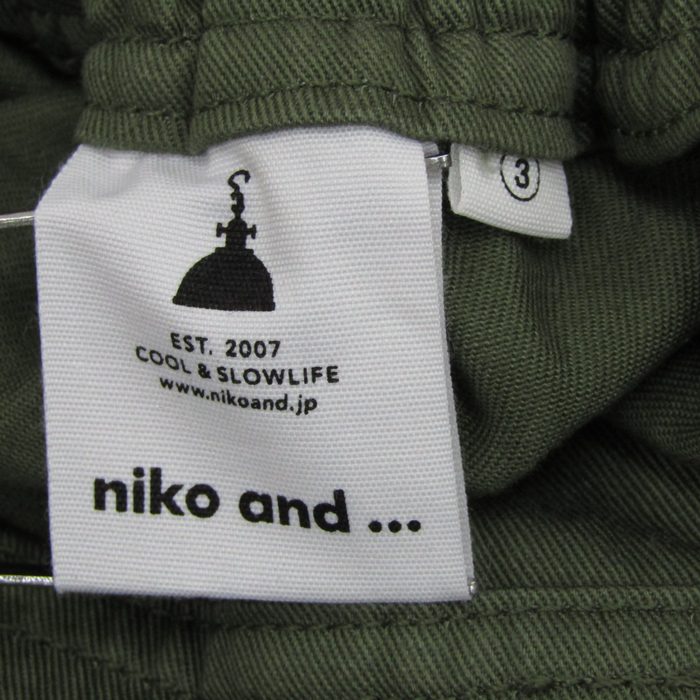 ③
EST. 2007
COOL & SLOWLIFE
www.nikoand.jp
niko and ...